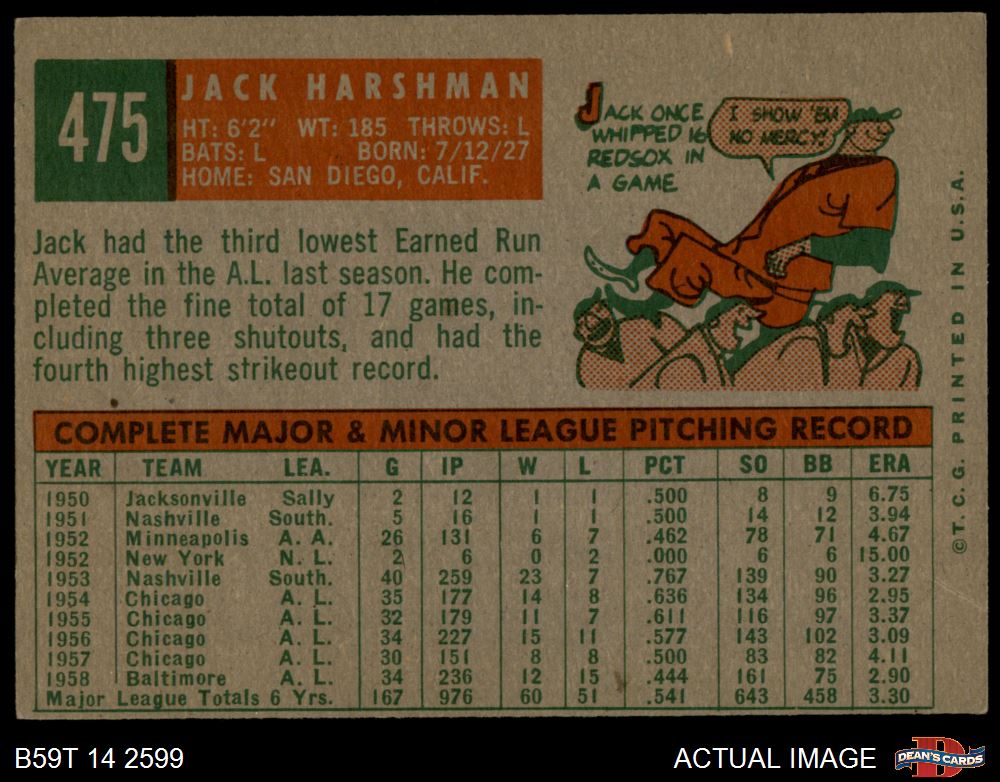 475
JACK HARSHMAN
HT: 6'2" WT: 185 THROWS: L
BATS: L BORN: 7/12/27
HOME: SAN DIEGO, CALIF.
JACK ONCE
WHIPPED 16
REDSOX IN
A GAME
I SHOW 'EM
NO MERCY!
Jack had the third lowest Earned Run
Average in the A.L. last season. He com-
pleted the fine total of 17 games, in-
cluding three shutouts, and had the
fourth highest strikeout record.
COMPLETE MAJOR & MINOR LEAGUE PITCHING RECORD
YEAR TEAM LEA. G IP W L PCT SO BB ERA
1950 Jacksonville Sally 2 12 1 1 .500 8 9 6.75
1951 Nashville South. 5 16 1 1 .500 14 12 3.94
1952 Minneapolis A. A. 26 131 6 7 .462 78 71 4.67
1952 New York N. L. 2 6 0 2 .000 6 6 15.00
1953 Nashville South. 40 259 23 7 .767 139 90 3.27
1954 Chicago A. L. 35 177 14 8 .636 134 96 2.95
1955 Chicago A. L. 32 179 11 7 .611 116 97 3.37
1956 Chicago A. L. 34 227 15 11 .577 143 102 3.09
1957 Chicago A. L. 30 151 8 8 .500 83 82 4.11
1958 Baltimore A. L. 34 236 12 15 .444 161 75 2.90
Major League Totals 6 Yrs. 167 976 60 51 .541 643 458 3.30
©T. C. G. PRINTED IN U.S.A.
B59T 14 2599
ACTUAL IMAGE
D
DEAN'S CARDS